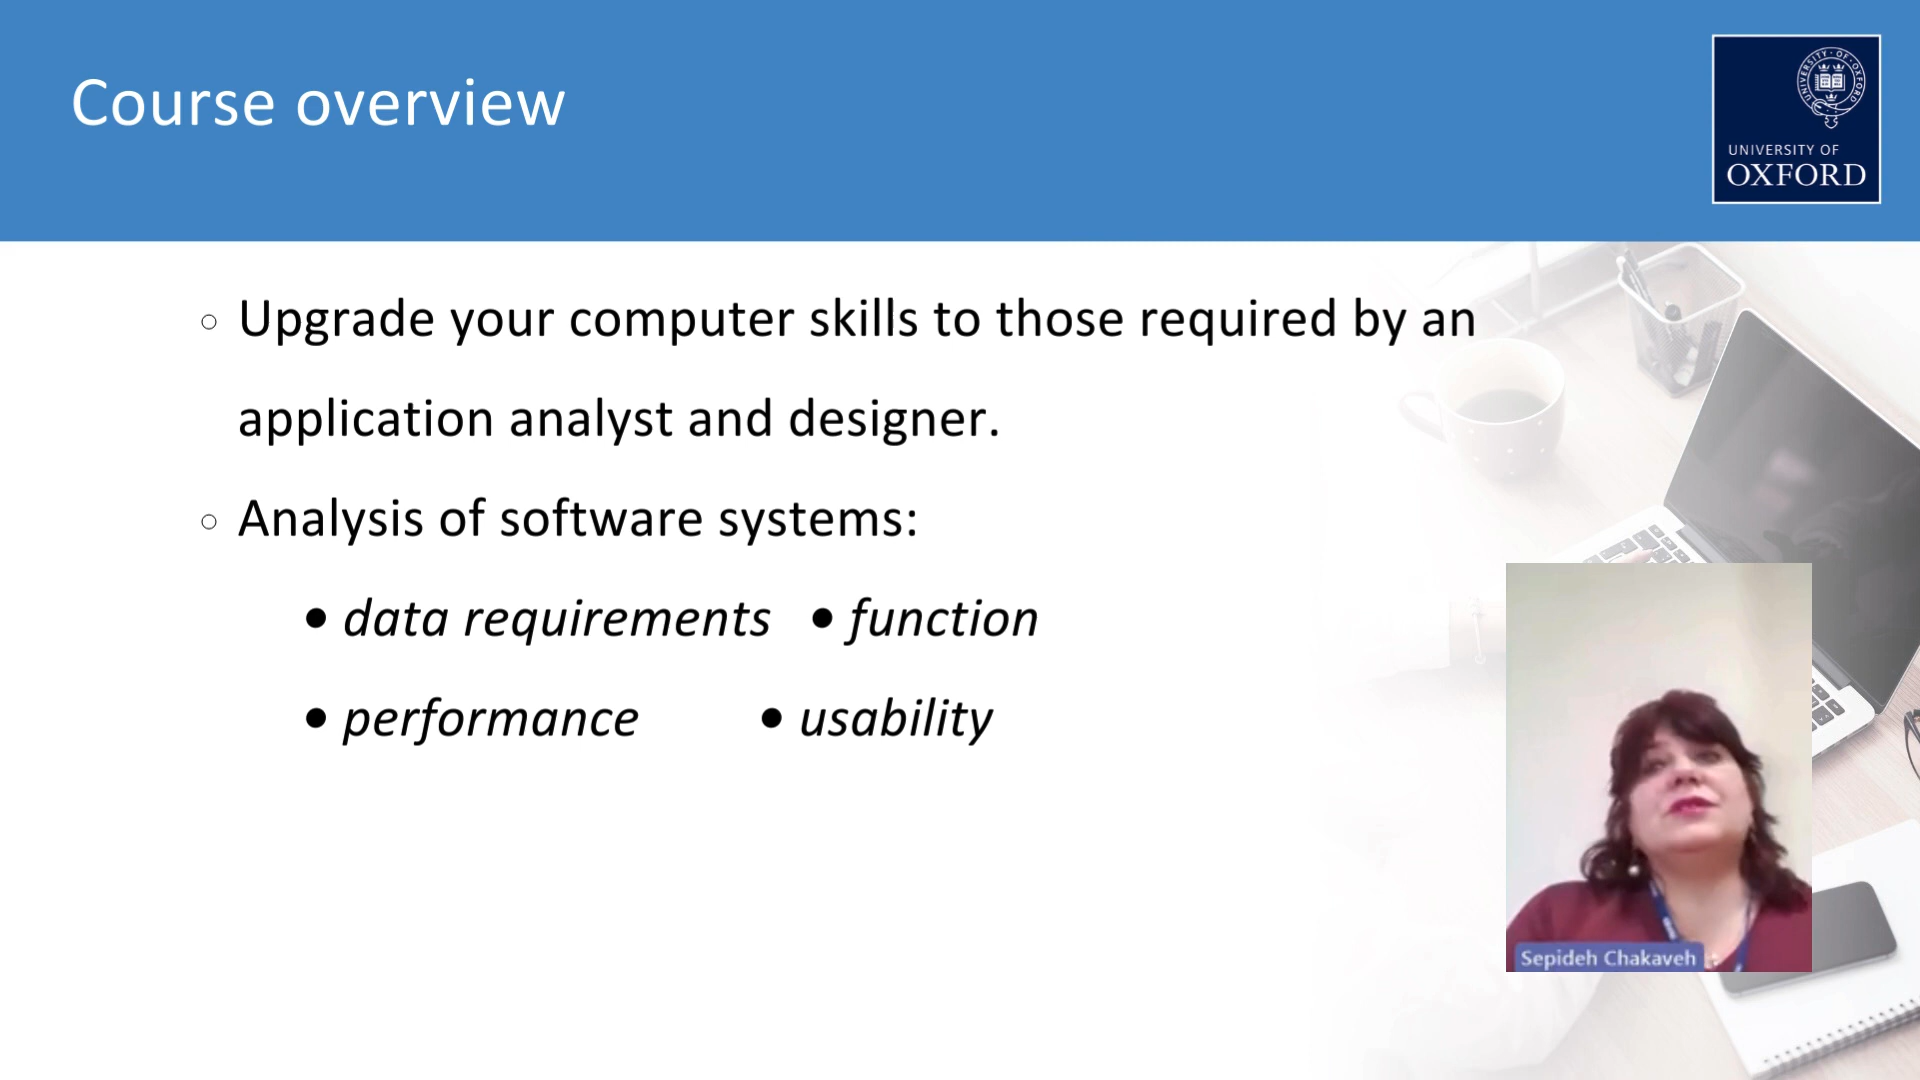 Course overview
UNIVERSITY OF
OXFORD
○ Upgrade your computer skills to those required by an
application analyst and designer.
○ Analysis of software systems:
• data requirements • function
• performance • usability
Sepideh Chakaveh